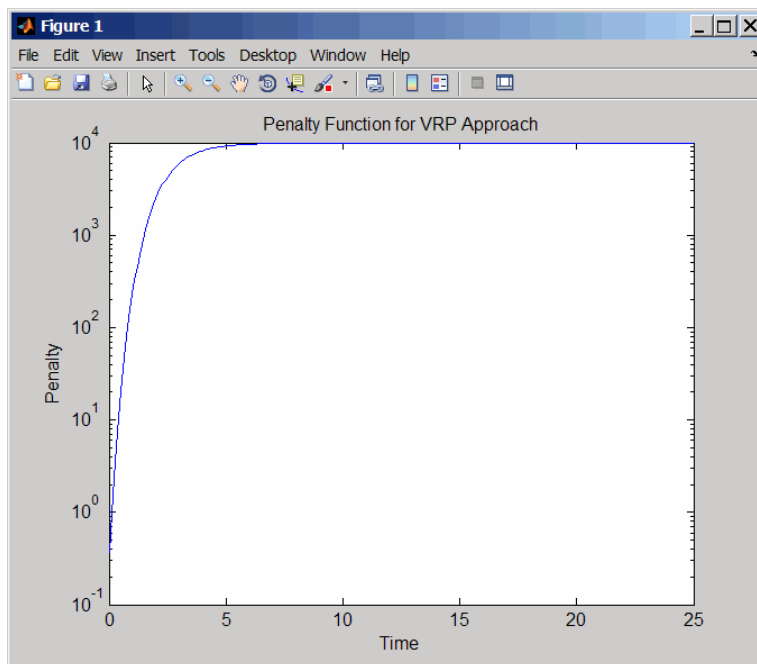 Figure 1
File Edit View Insert Tools Desktop Window Help
Penalty Function for VRP Approach
10^4
10^3
10^2
10^1
10^0
10^-1
Penalty
0 5 10 15 20 25
Time